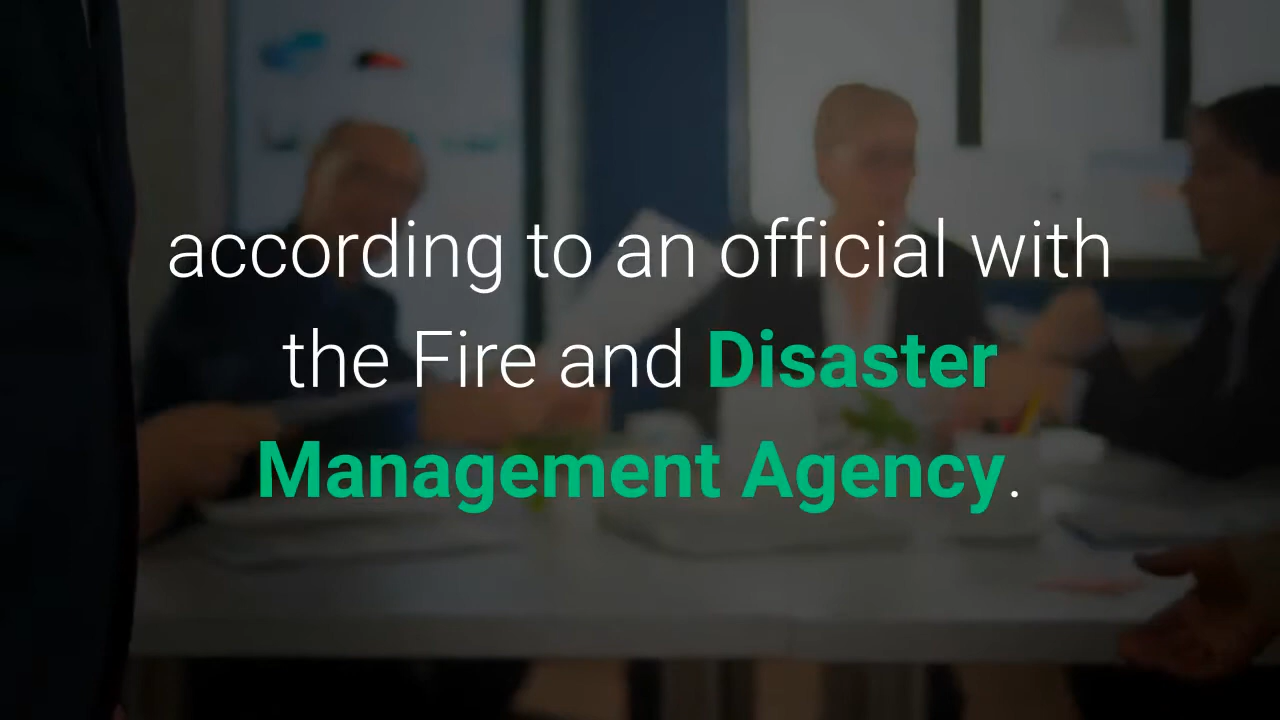 according to an official with
the Fire and Disaster
Management Agency.